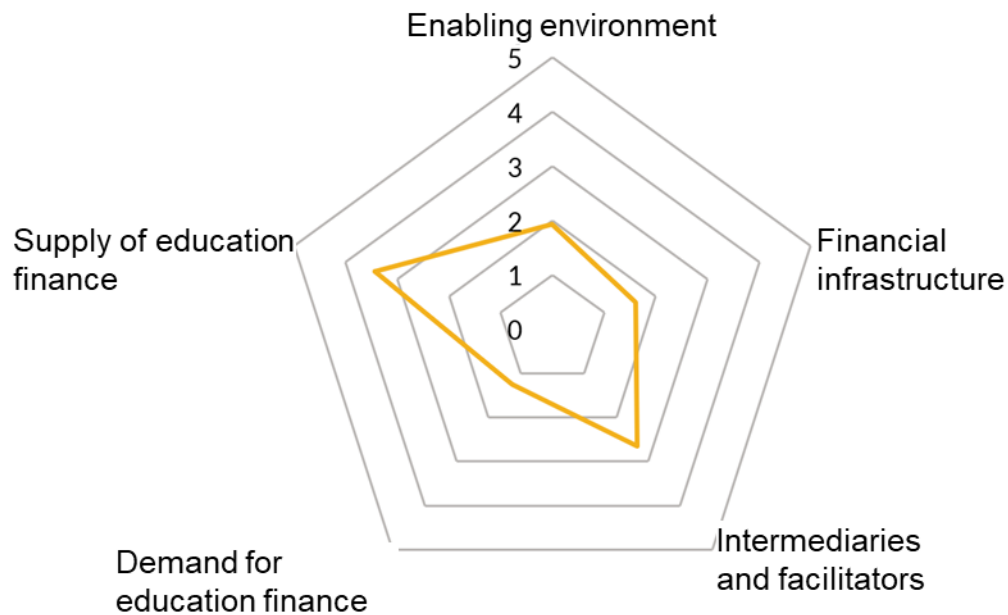 Enabling environment
5
4
3
2
1
0
Supply of education
finance
Financial
infrastructure
Demand for
education finance
Intermediaries
and facilitators